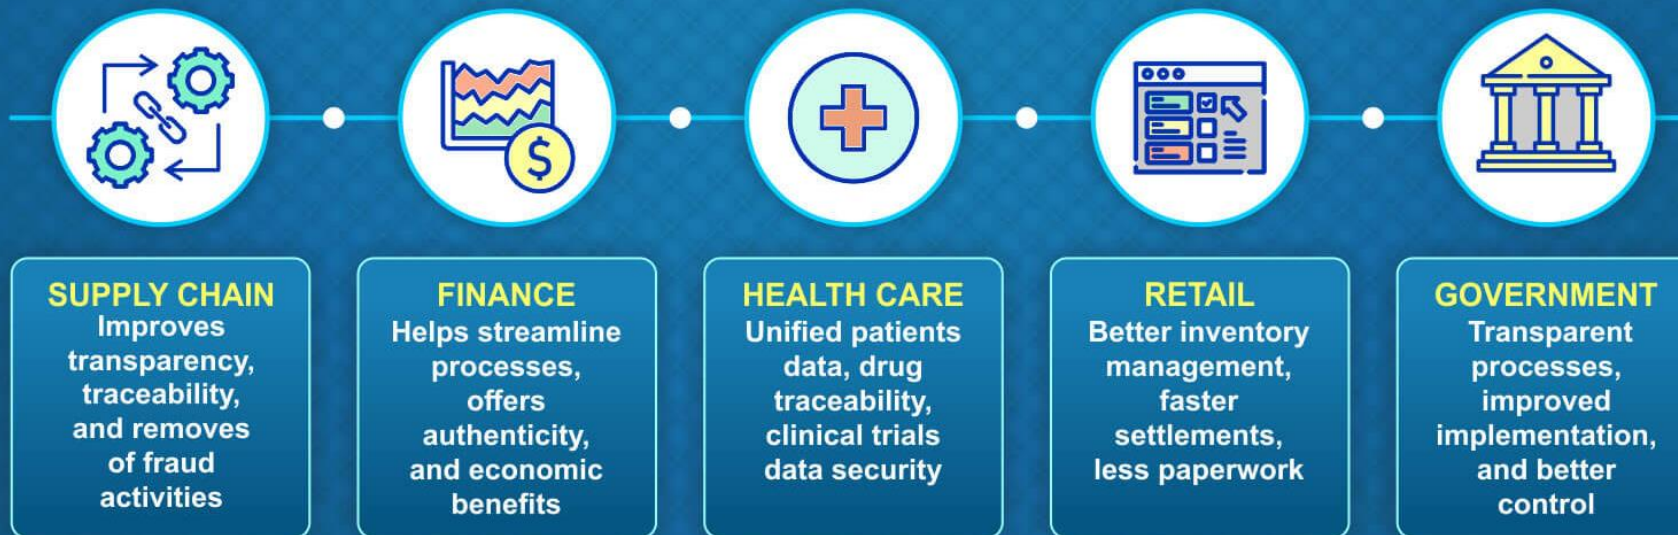 SUPPLY CHAIN
Improves
transparency,
traceability,
and removes
of fraud
activities
FINANCE
Helps streamline
processes,
offers
authenticity,
and economic
benefits
HEALTH CARE
Unified patients
data, drug
traceability,
clinical trials
data security
RETAIL
Better inventory
management,
faster
settlements,
less paperwork
GOVERNMENT
Transparent
processes,
improved
implementation,
and better
control